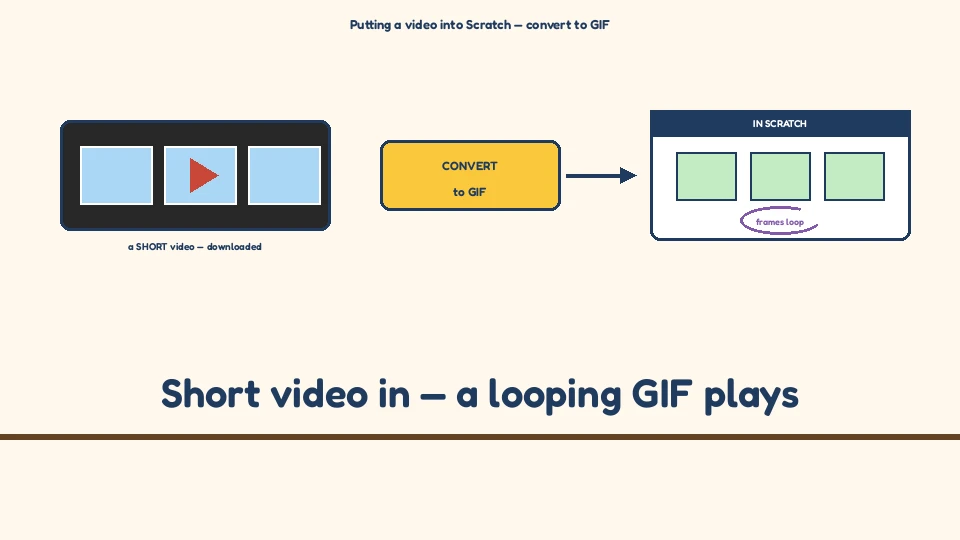 Putting a video into Scratch — convert to GIF
IN SCRATCH
CONVERT
to GIF
frames loop
a SHORT video — downloaded
Short video in — a looping GIF plays